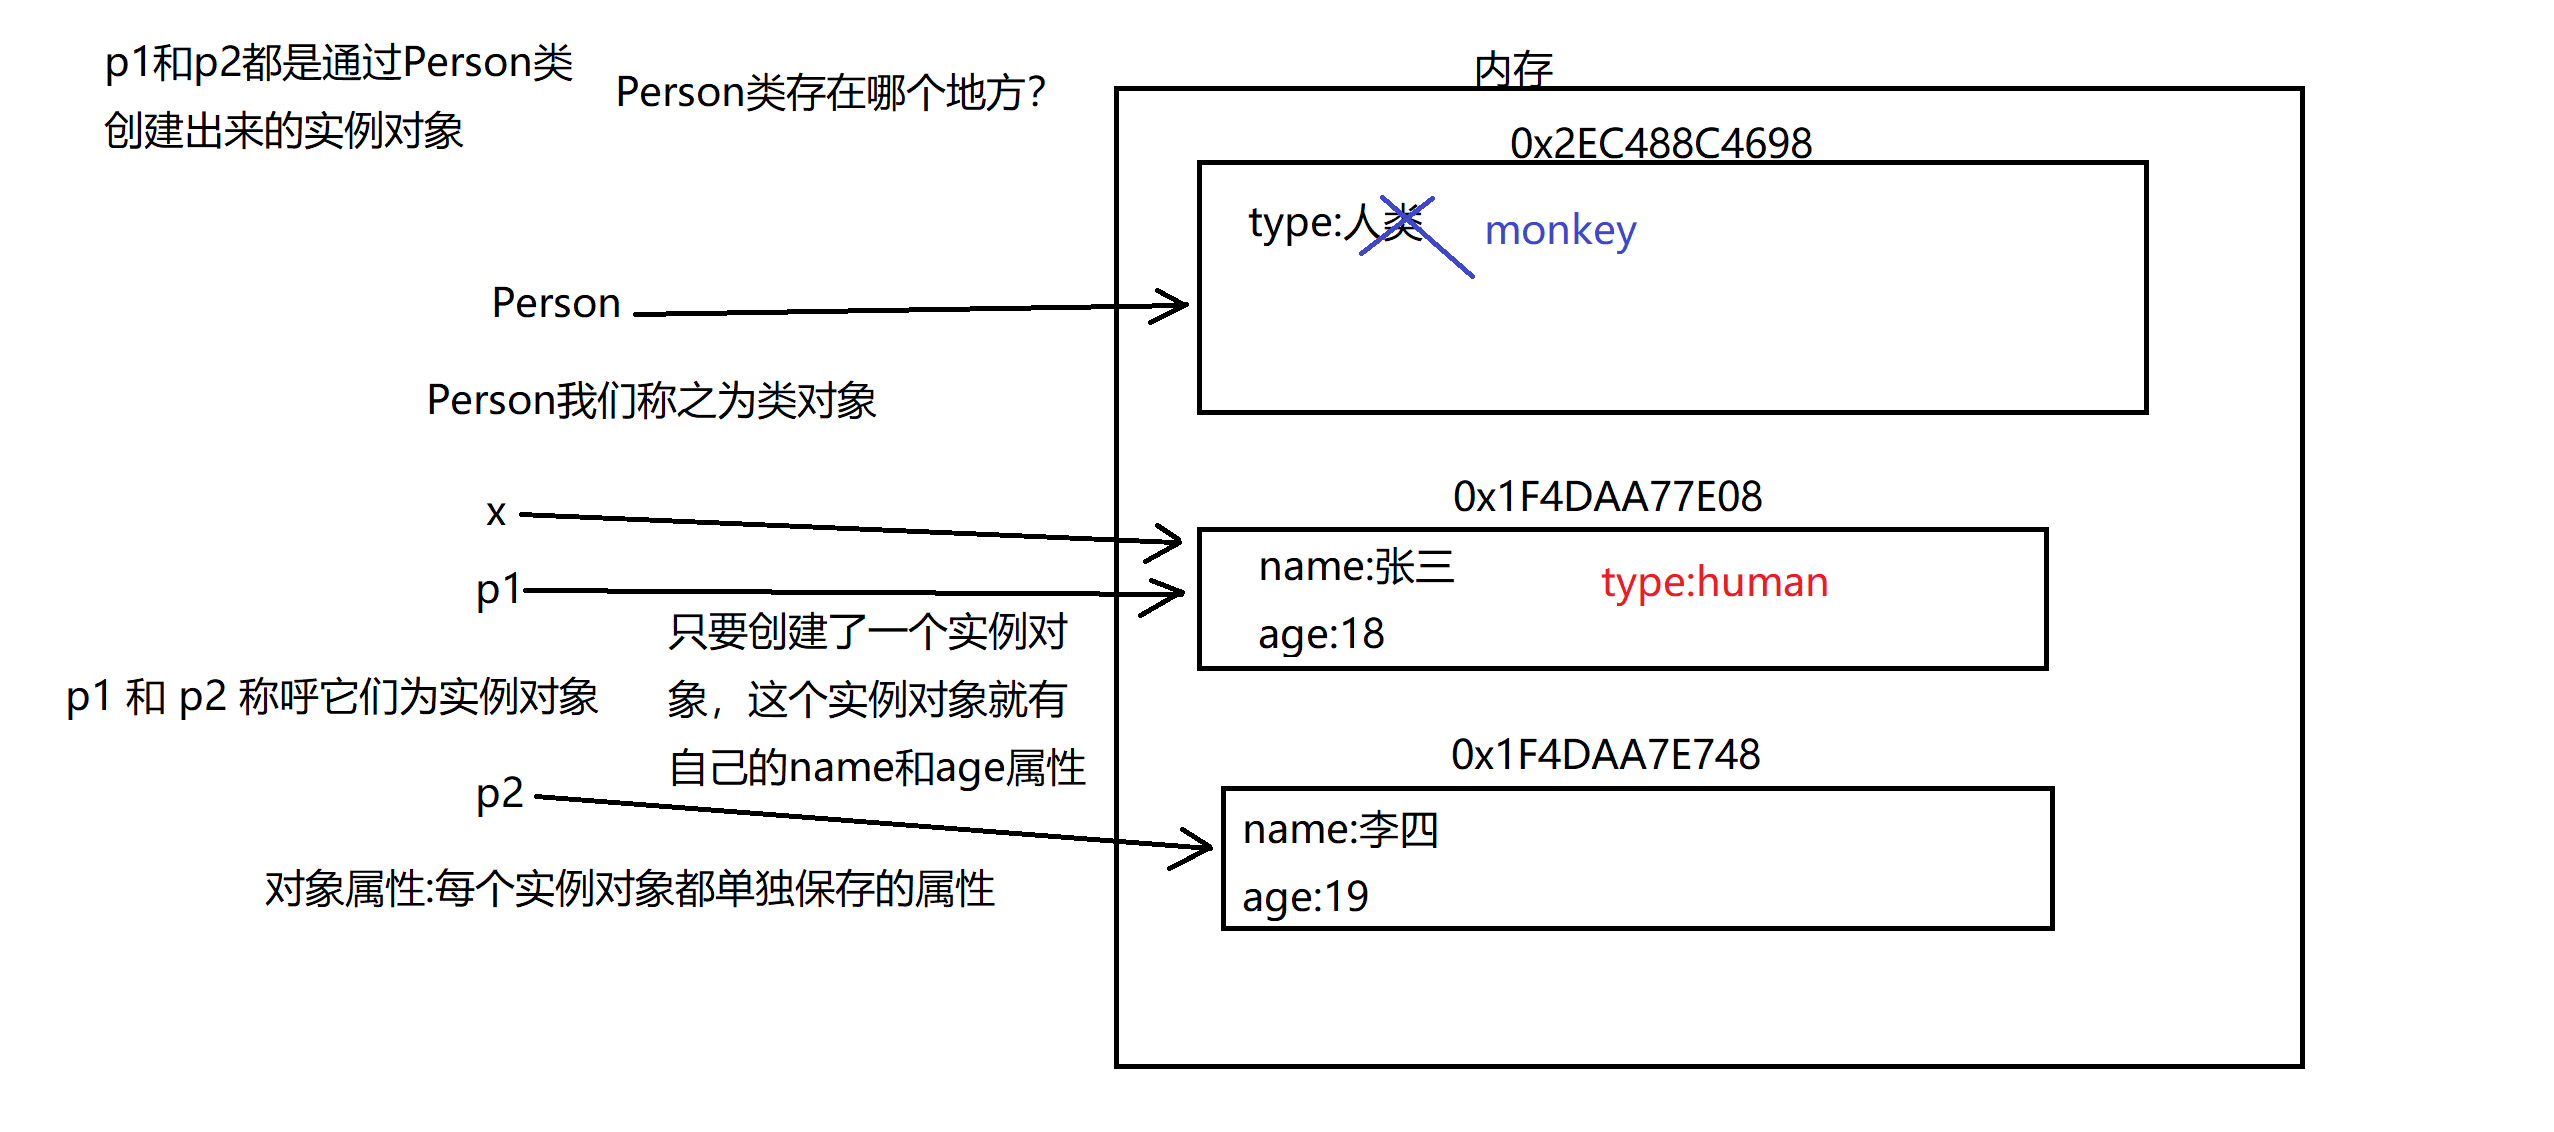 p1和p2都是通过Person类
创建出来的实例对象
Person类存在哪个地方？
内存
0x2EC488C4698
type:人类
monkey
Person
Person我们称之为类对象
x
0x1F4DAA77E08
name:张三
type:human
age:18
p1
只要创建了一个实例对
象，这个实例对象就有
自己的name和age属性
p1 和 p2 称呼它们为实例对象
0x1F4DAA7E748
p2
name:李四
age:19
对象属性:每个实例对象都单独保存的属性